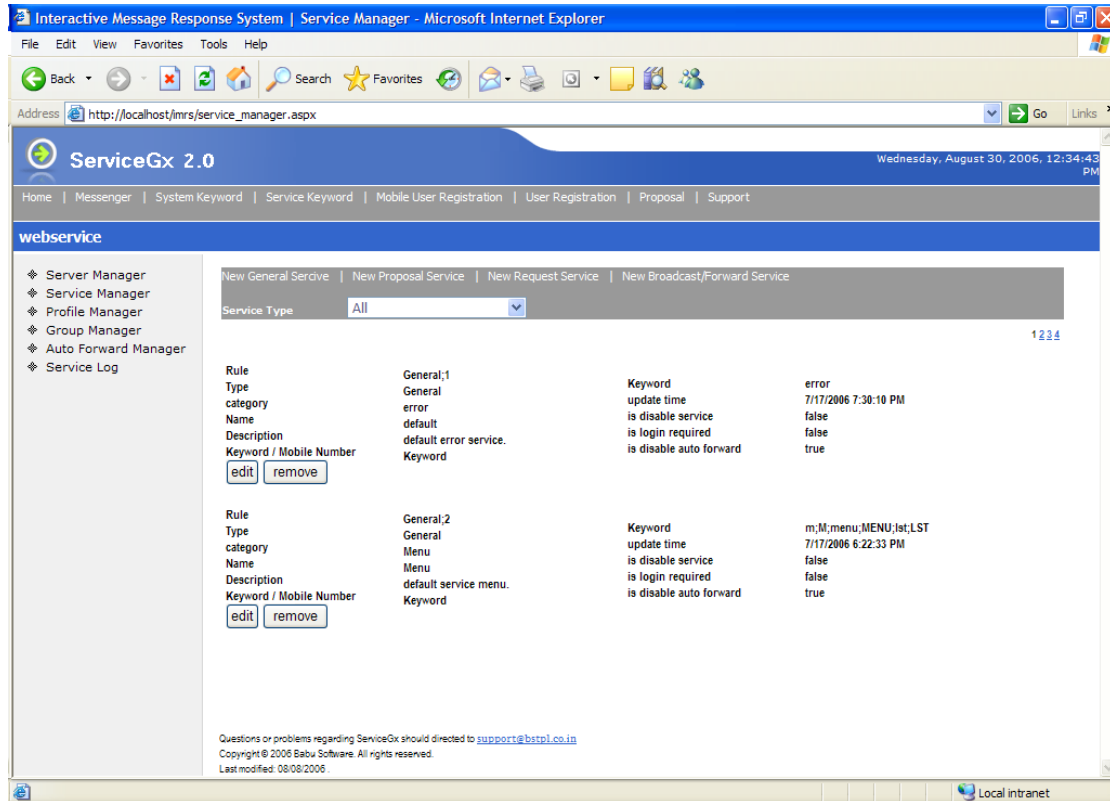 Interactive Message Response System | Service Manager - Microsoft Internet Explorer
File Edit View Favorites Tools Help
Back Search Favorites
Address http://localhost/imrs/service_manager.aspx Go Links
ServiceGx 2.0
Wednesday, August 30, 2006, 12:34:43 PM
Home | Messenger | System Keyword | Service Keyword | Mobile User Registration | User Registration | Proposal | Support
webservice
Server Manager
Service Manager
Profile Manager
Group Manager
Auto Forward Manager
Service Log
New General Sercive | New Proposal Service | New Request Service | New Broadcast/Forward Service
Service Type All
1 2 3 4
Rule General;1
Type General
category error
Name default
Description default error service.
Keyword / Mobile Number Keyword
Keyword error
update time 7/17/2006 7:30:10 PM
is disable service false
is login required false
is disable auto forward true
edit remove
Rule General;2
Type General
category Menu
Name Menu
Description default service menu.
Keyword / Mobile Number Keyword
Keyword m;M;menu;MENU;lst;LST
update time 7/17/2006 6:22:33 PM
is disable service false
is login required false
is disable auto forward true
edit remove
Questions or problems regarding ServiceGx should directed to support@bstpl.co.in
Copyright © 2006 Babu Software. All rights reserved.
Last modified: 08/08/2006 .
Local intranet